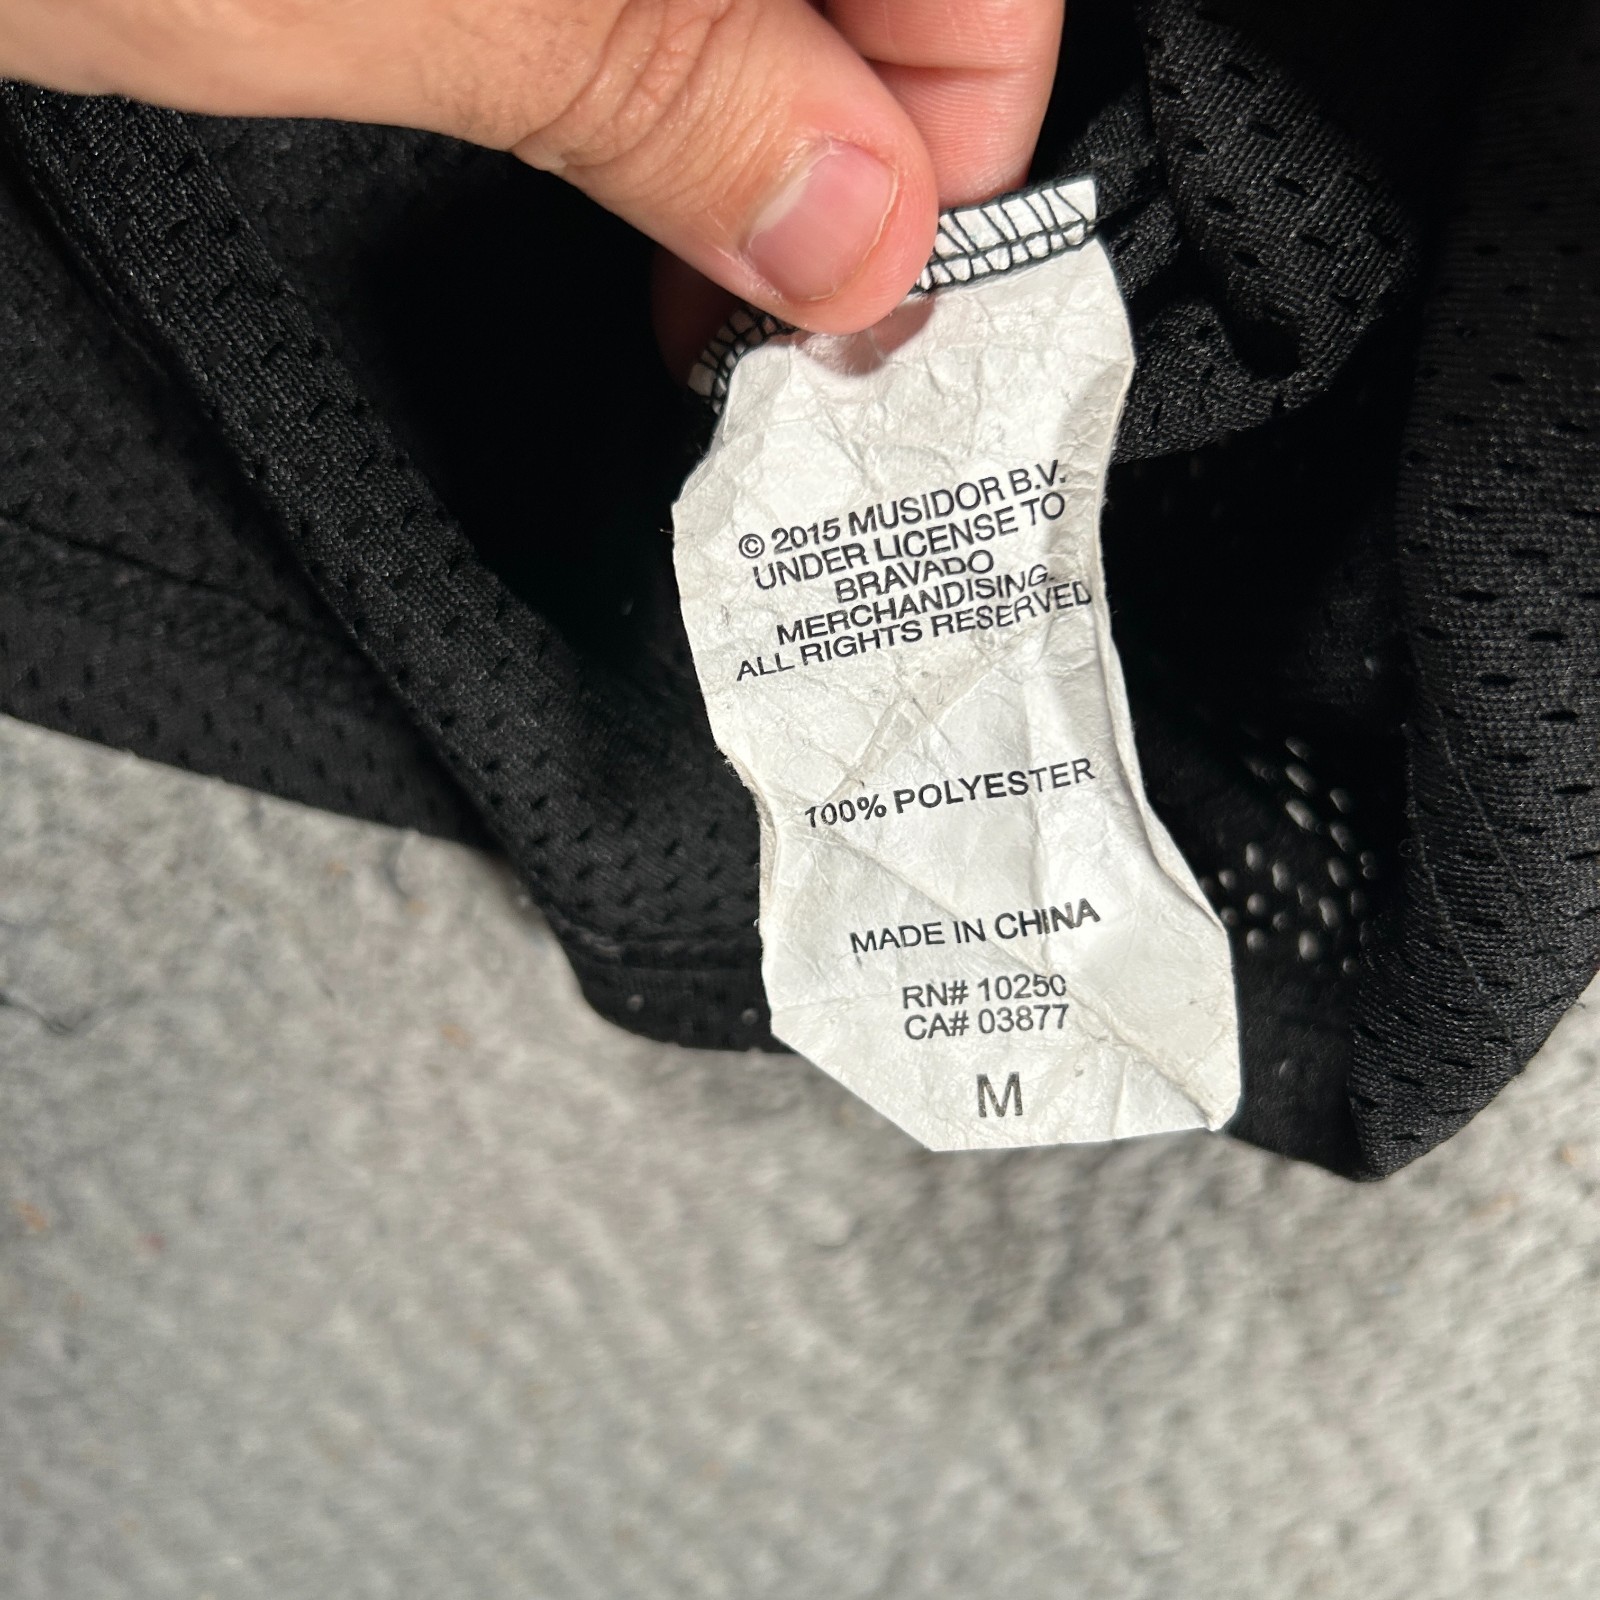 © 2015 MUSIDOR B.V.
UNDER LICENSE TO
BRAVADO
MERCHANDISING.
ALL RIGHTS RESERVED
100% POLYESTER
MADE IN CHINA
RN# 10250
CA# 03877
M